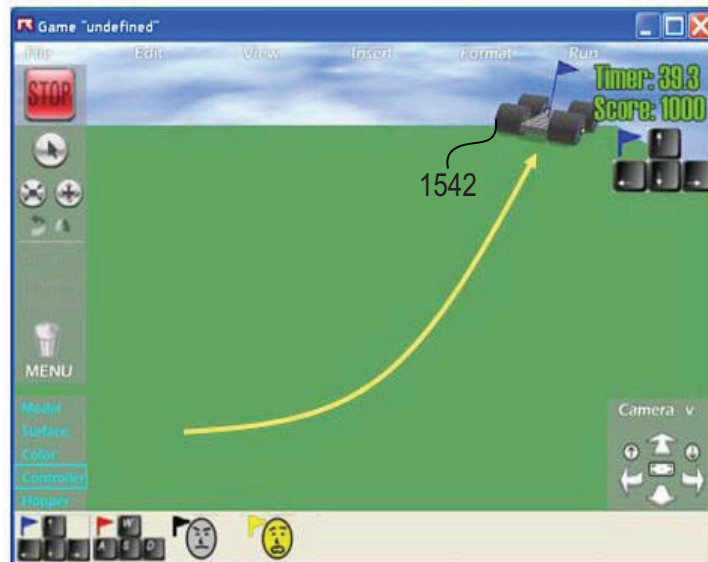 Game "undefined"
File Edit View Insert Format Run
STOP
Timer: 39.3
Score: 1000
1542
MENU
Model
Surface
Color
Controller
Hopper
Camera v
W
A S D